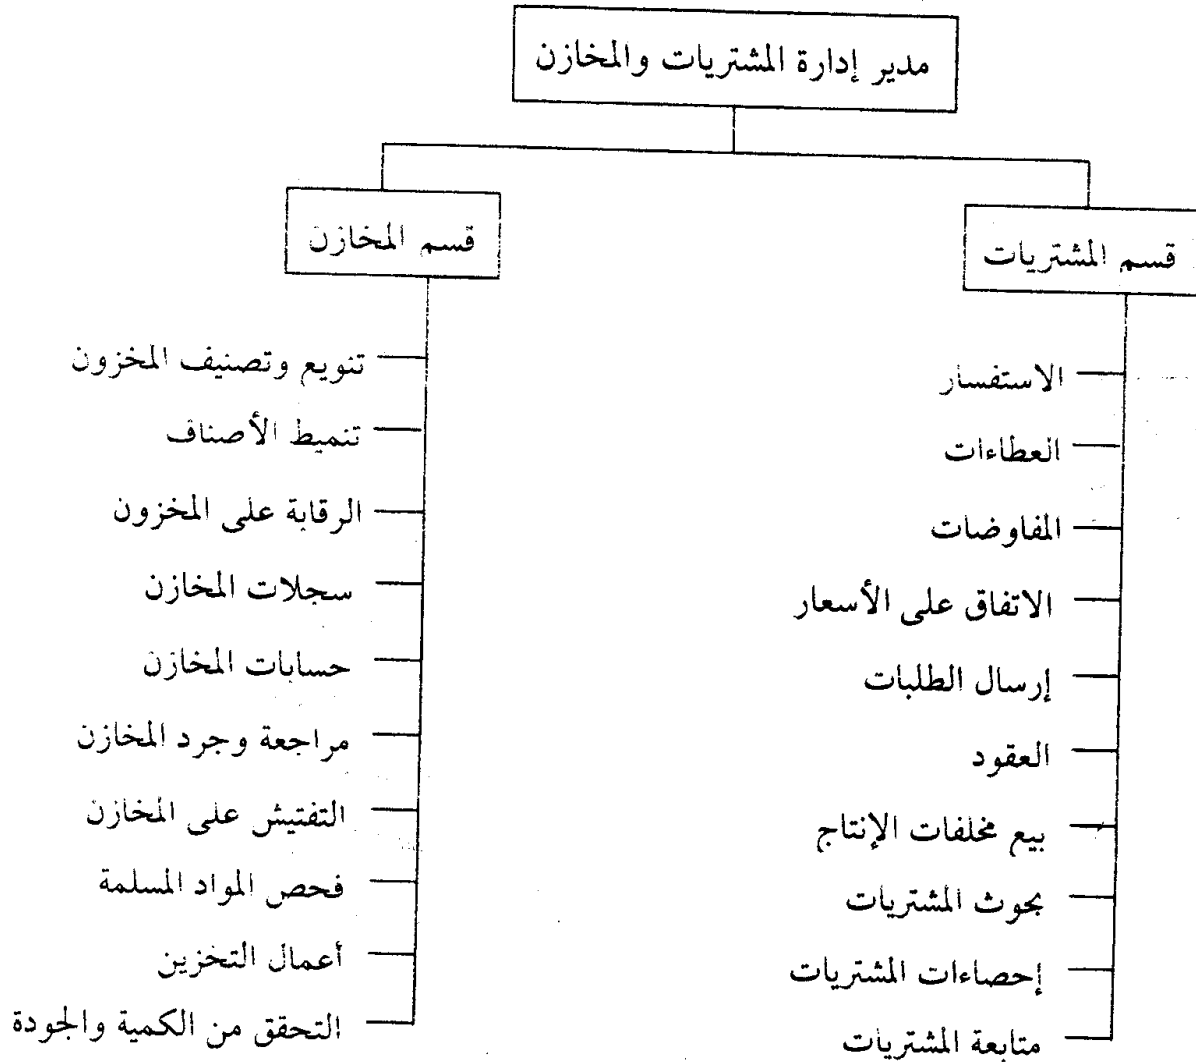 مدير إدارة المشتريات والمخازن
قسم المشتريات
الاستفسار
العطاءات
المفاوضات
الاتفاق على الأسعار
إرسال الطلبات
العقود
بيع مخلفات الإنتاج
بحوث المشتريات
إحصاءات المشتريات
متابعة المشتريات
قسم المخازن
تنويع وتصنيف المخزون
تنميط الأصناف
الرقابة على المخزون
سجلات المخازن
حسابات المخازن
مراجعة وجرد المخازن
التفتيش على المخازن
فحص المواد المسلمة
أعمال التخزين
التحقق من الكمية والجودة